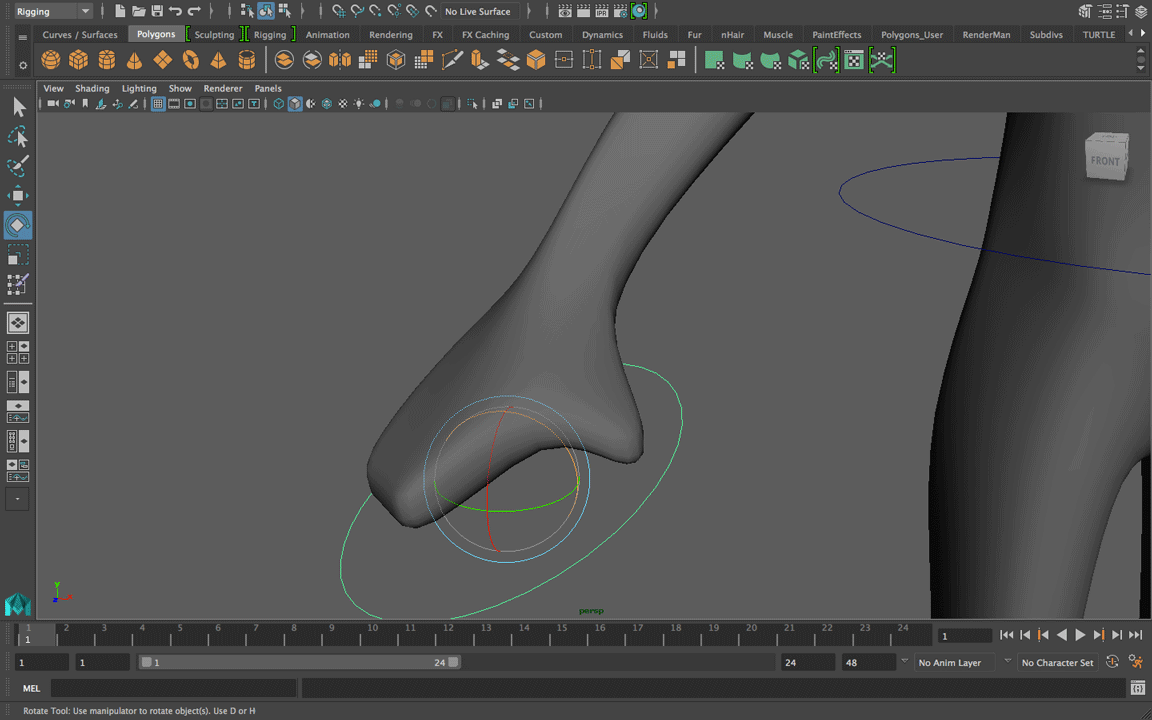 Rigging
No Live Surface
IPR
Curves / Surfaces Polygons Sculpting Rigging Animation Rendering FX FX Caching Custom Dynamics Fluids Fur nHair Muscle PaintEffects Polygons_User RenderMan Subdivs TURTLE
View Shading Lighting Show Renderer Panels
FRONT
y
persp
1 2 3 4 5 6 7 8 9 10 11 12 13 14 15 16 17 18 19 20 21 22 23 24
1 1
1 1 1 24 24 48 No Anim Layer No Character Set
MEL
Rotate Tool: Use manipulator to rotate object(s). Use D or H